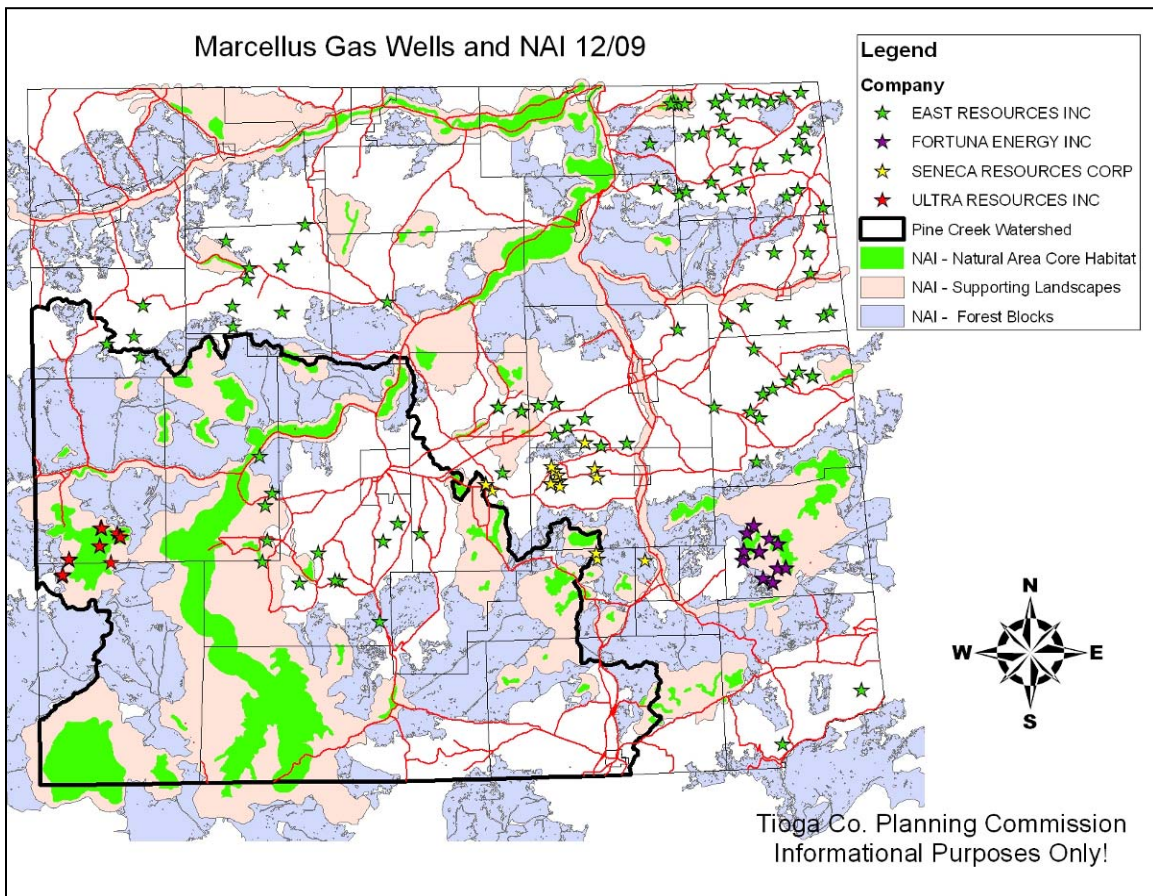 Marcellus Gas Wells and NAI 12/09
Legend
Company
EAST RESOURCES INC
FORTUNA ENERGY INC
SENECA RESOURCES CORP
ULTRA RESOURCES INC
Pine Creek Watershed
NAI - Natural Area Core Habitat
NAI - Supporting Landscapes
NAI - Forest Blocks
N
W
E
S
Tioga Co. Planning Commission
Informational Purposes Only!